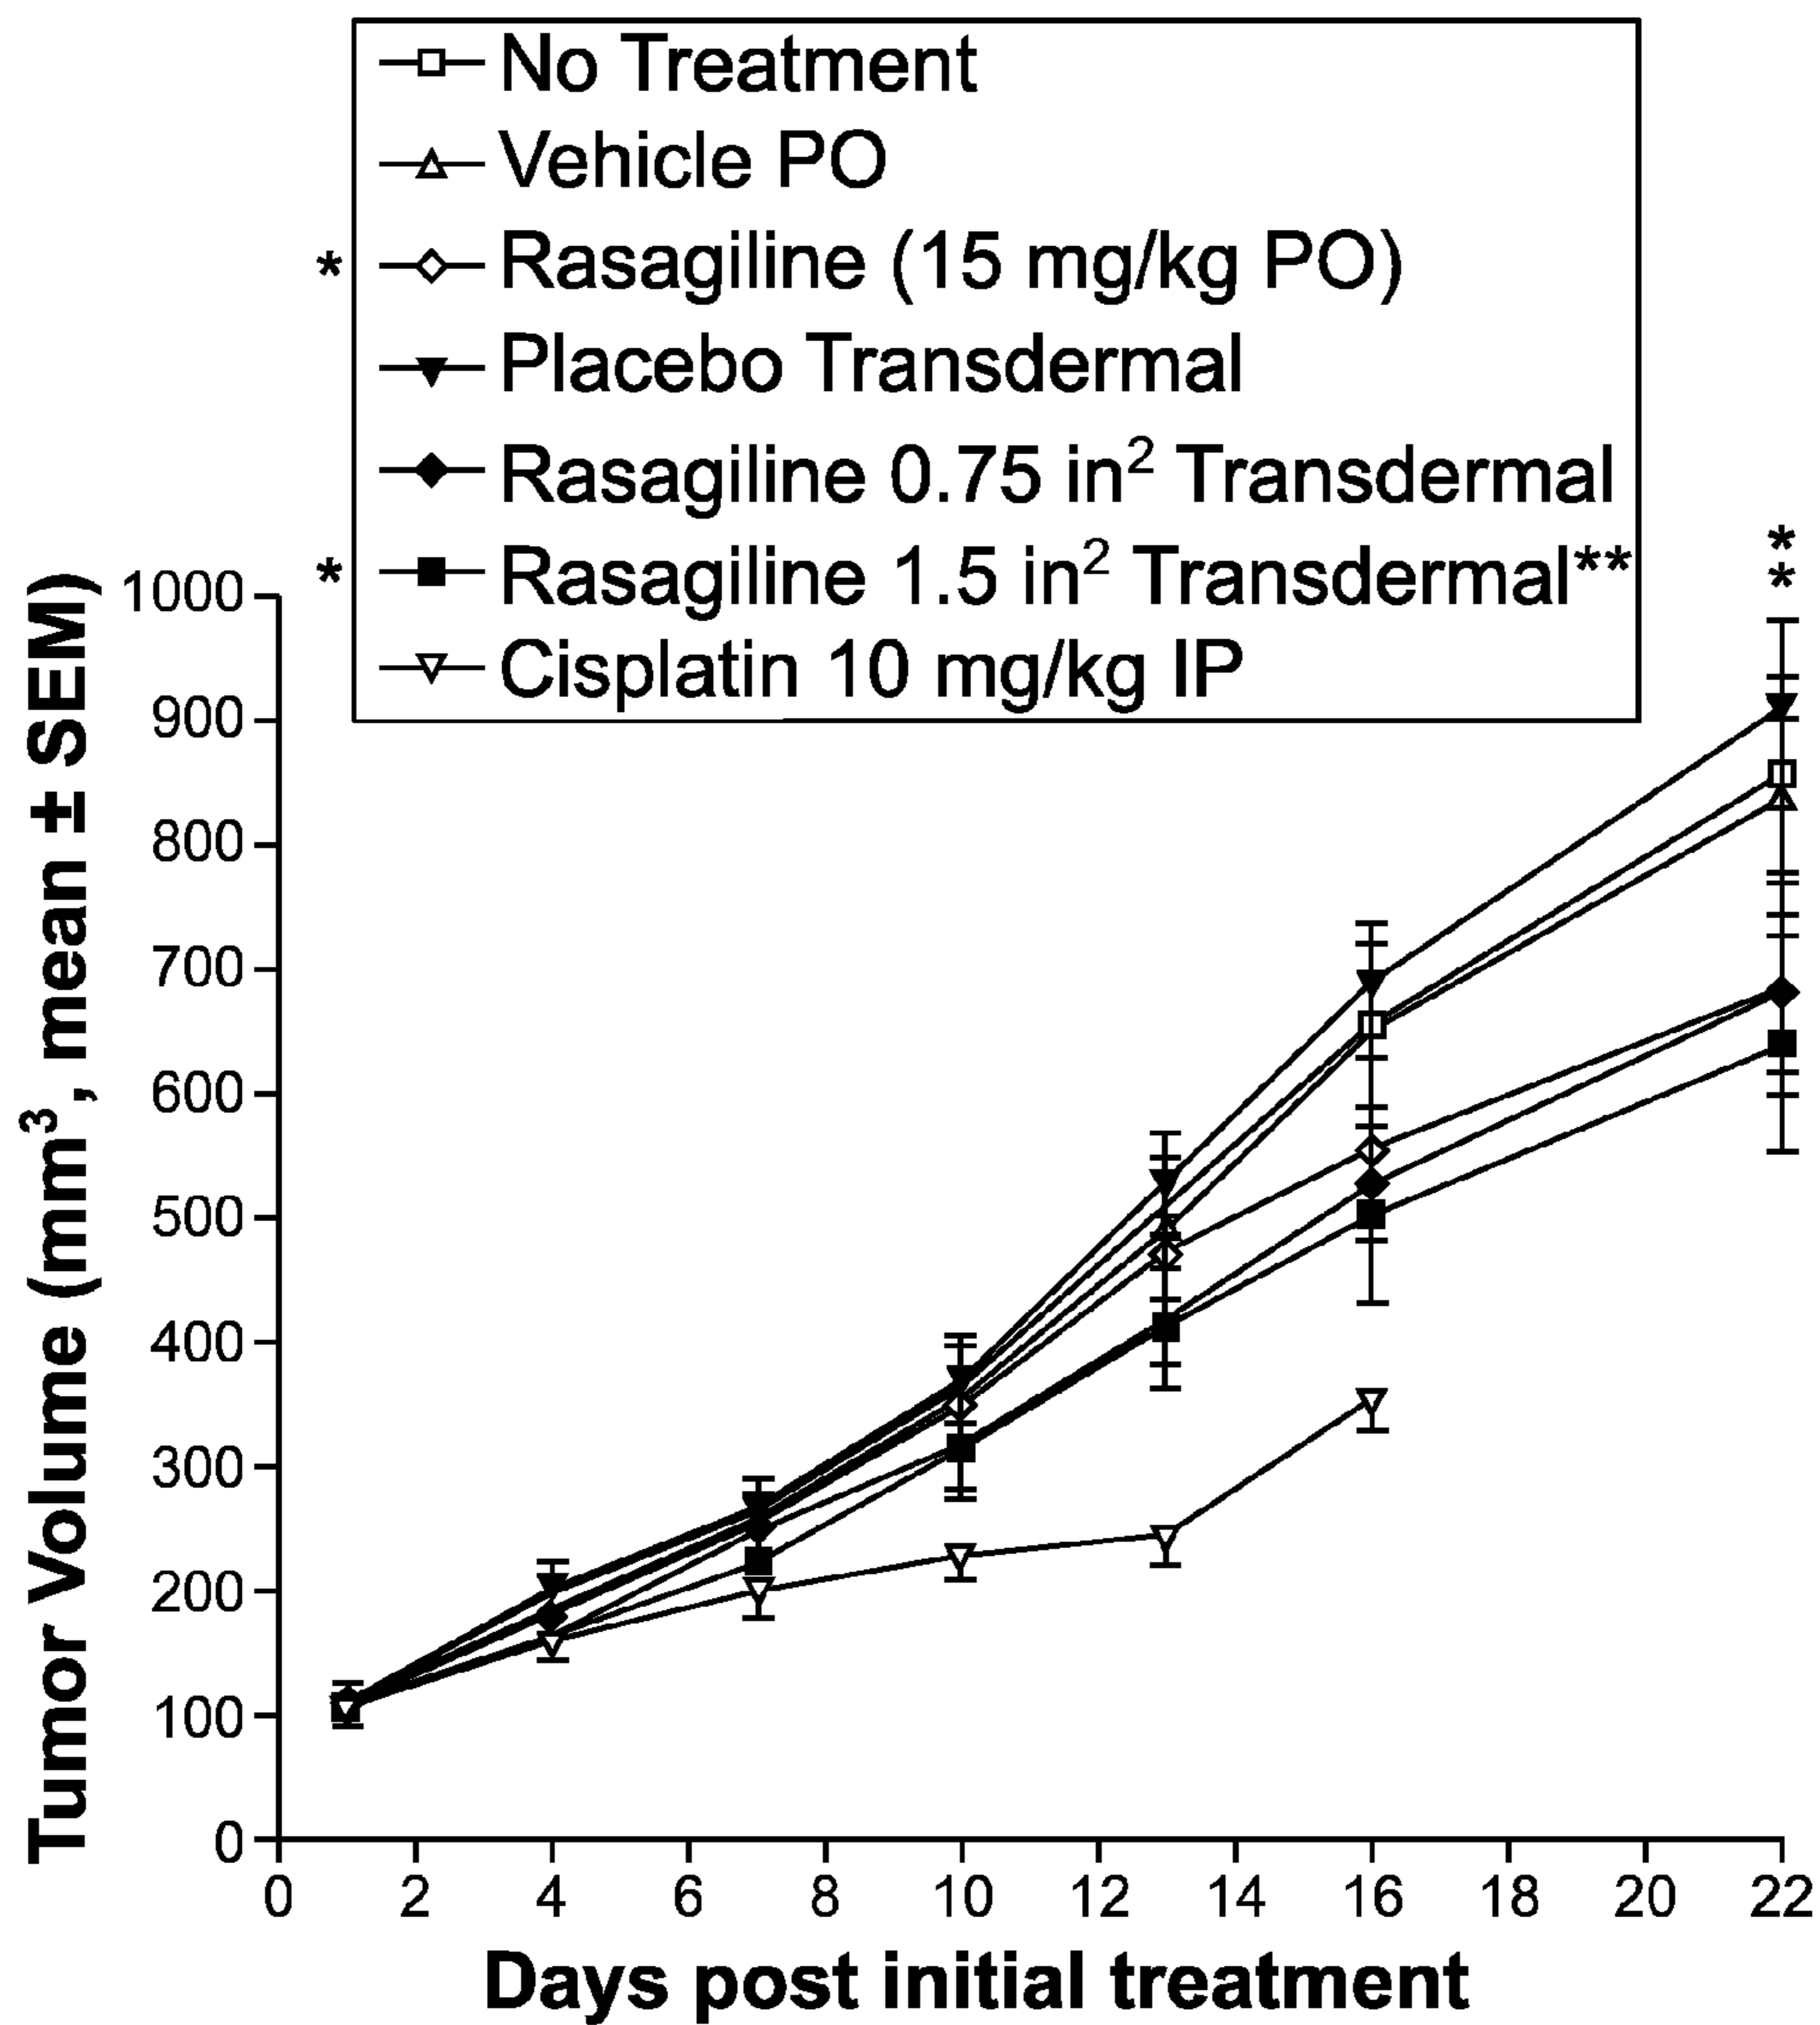 No Treatment
Vehicle PO
* Rasagiline (15 mg/kg PO)
Placebo Transdermal
Rasagiline 0.75 in² Transdermal
* Rasagiline 1.5 in² Transdermal**
Cisplatin 10 mg/kg IP
*
*
Tumor Volume (mm³, mean ± SEM)
1000
900
800
700
600
500
400
300
200
100
0
0 2 4 6 8 10 12 14 16 18 20 22
Days post initial treatment